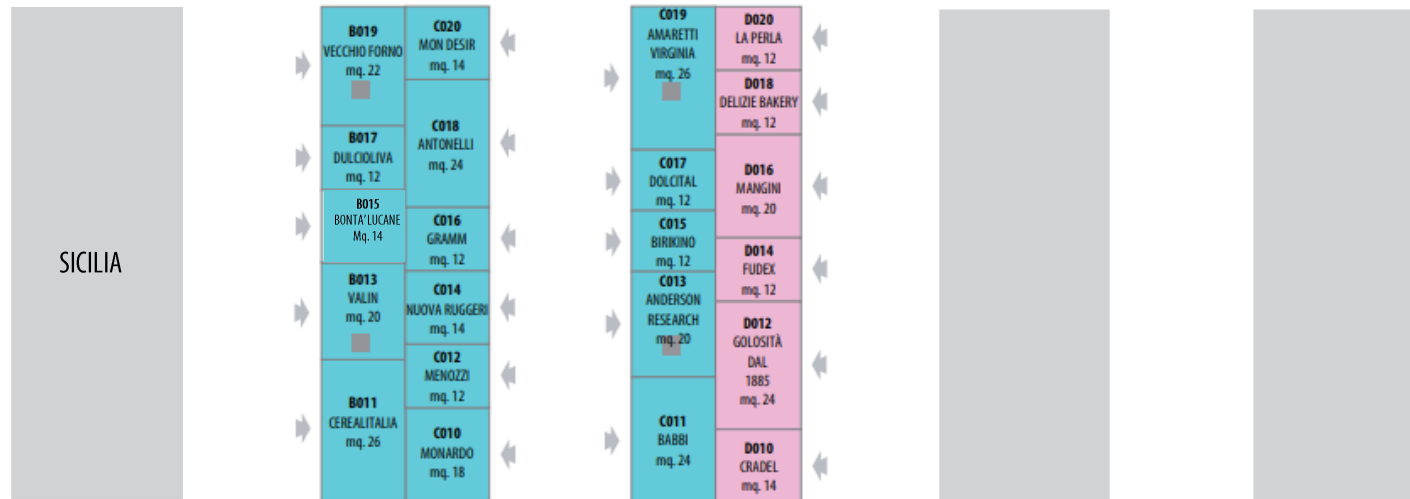 SICILIA
B019
VECCHIO FORNO
mq. 22
B017
DULCIOLIVA
mq. 12
B015
BONTA'LUCANE
Mq. 14
B013
VALIN
mq. 20
B011
CEREALITALIA
mq. 26
C020
MON DESIR
mq. 14
C018
ANTONELLI
mq. 24
C016
GRAMM
mq. 12
C014
NUOVA RUGGERI
mq. 14
C012
MENOZZI
mq. 12
C010
MONARDO
mq. 18
C019
AMARETTI
VIRGINIA
mq. 26
C017
DOLCITAL
mq. 12
C015
BIRIKINO
mq. 12
C013
ANDERSON
RESEARCH
mq. 20
C011
BABBI
mq. 24
D020
LA PERLA
mq. 12
D018
DELIZIE BAKERY
mq. 12
D016
MANGINI
mq. 20
D014
FUDEX
mq. 12
D012
GOLOSITÀ
DAL
1885
mq. 24
D010
CRADEL
mq. 14